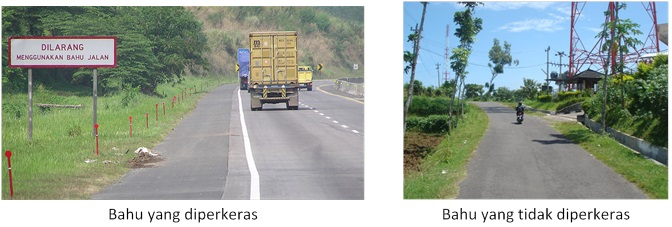 DILARANG
MENGGUNAKAN BAHU JALAN
Bahu yang diperkeras
Bahu yang tidak diperkeras